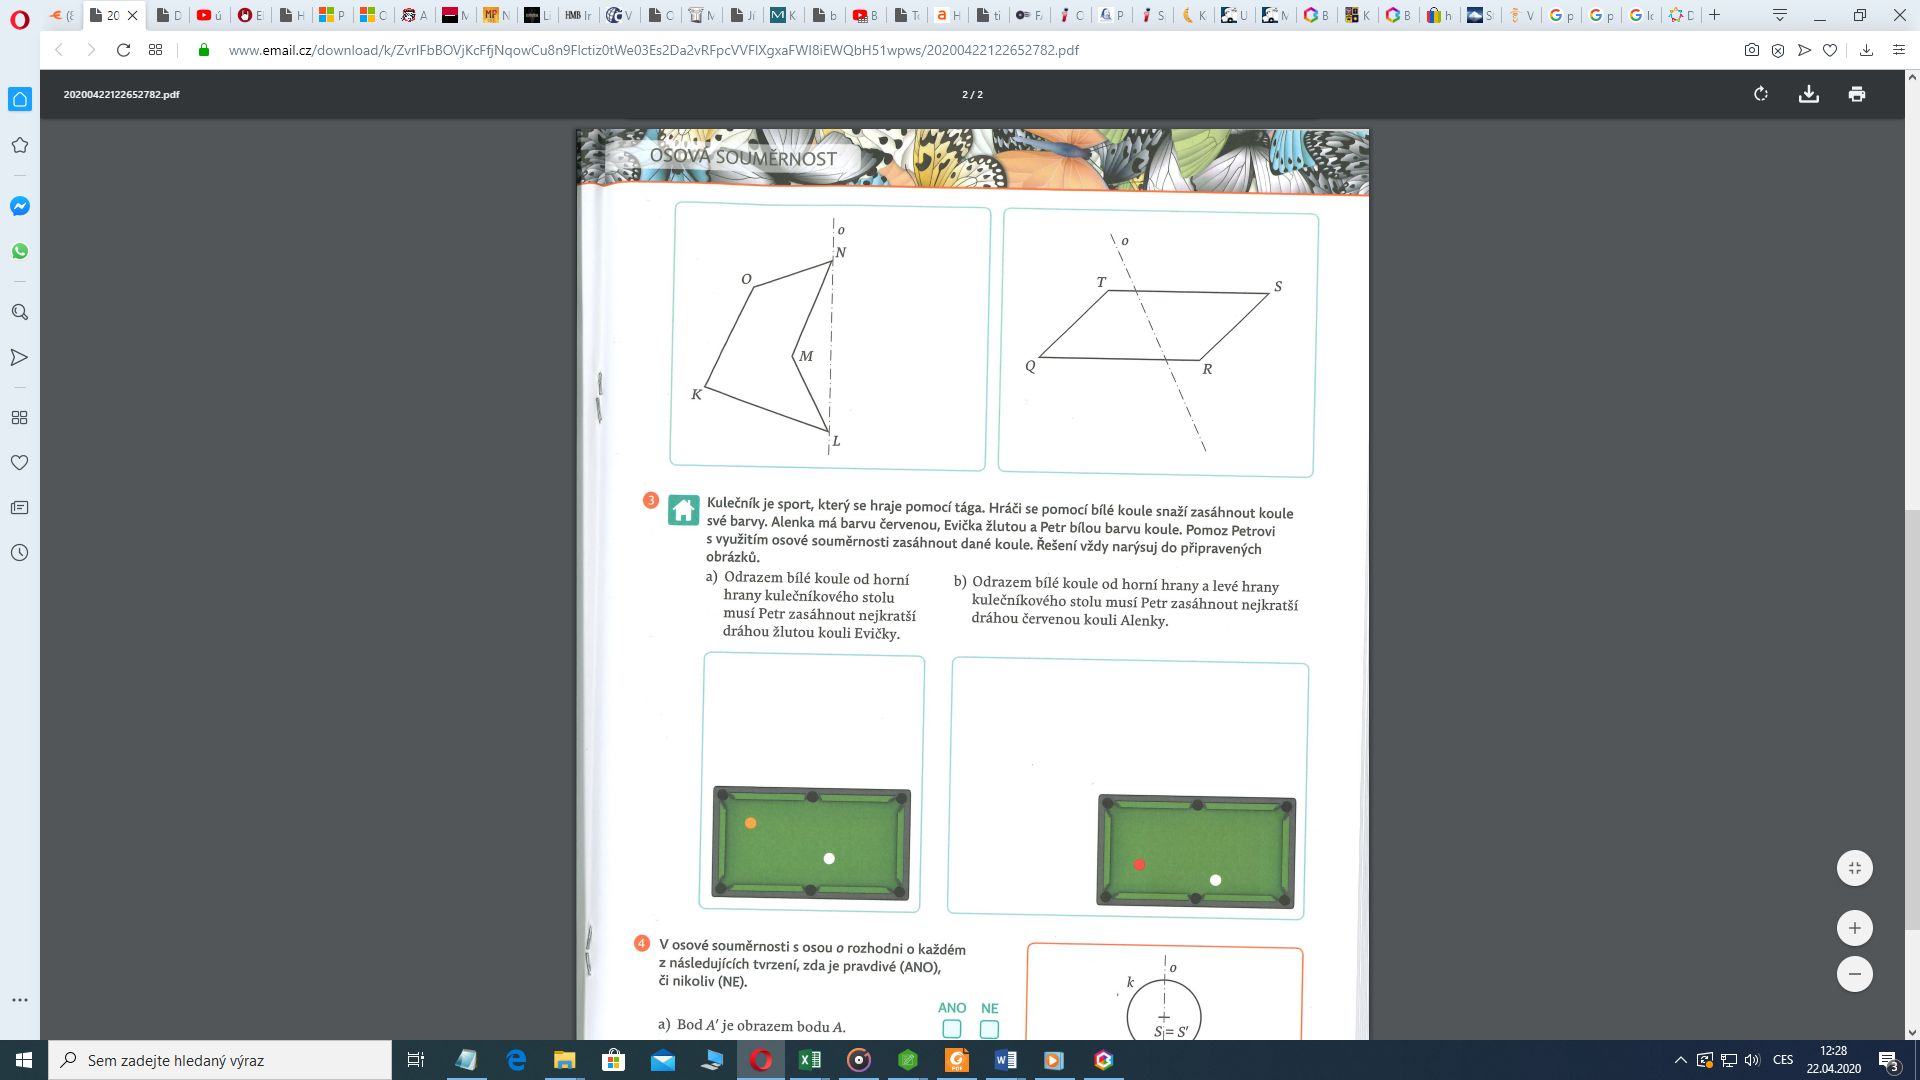 www.email.cz/download/k/ZvrIFbBOVjKcFfjNqowCu8n9Flctiz0tWe03Es2Da2vRFpcVVFlXgxaFWI8iEWQbH51wpws/20200422122652782.pdf
20200422122652782.pdf
2 / 2
OSOVÁ SOUMĚRNOST
o
N
O
M
K
L
o
T
S
Q
R
3
Kulečník je sport, který se hraje pomocí tága. Hráči se pomocí bílé koule snaží zasáhnout koule
své barvy. Alenka má barvu červenou, Evička žlutou a Petr bílou barvu koule. Pomoz Petrovi
s využitím osové souměrnosti zasáhnout dané koule. Řešení vždy narýsuj do připravených
obrázků.
a) Odrazem bílé koule od horní
hrany kulečníkového stolu
musí Petr zasáhnout nejkratší
dráhou žlutou kouli Evičky.
b) Odrazem bílé koule od horní hrany a levé hrany
kulečníkového stolu musí Petr zasáhnout nejkratší
dráhou červenou kouli Alenky.
4
V osové souměrnosti s osou o rozhodni o každém
z následujících tvrzení, zda je pravdivé (ANO),
či nikoliv (NE).
ANO NE
a) Bod A' je obrazem bodu A.
o
k
S = S'
Sem zadejte hledaný výraz
CES
12:28
22.04.2020
3